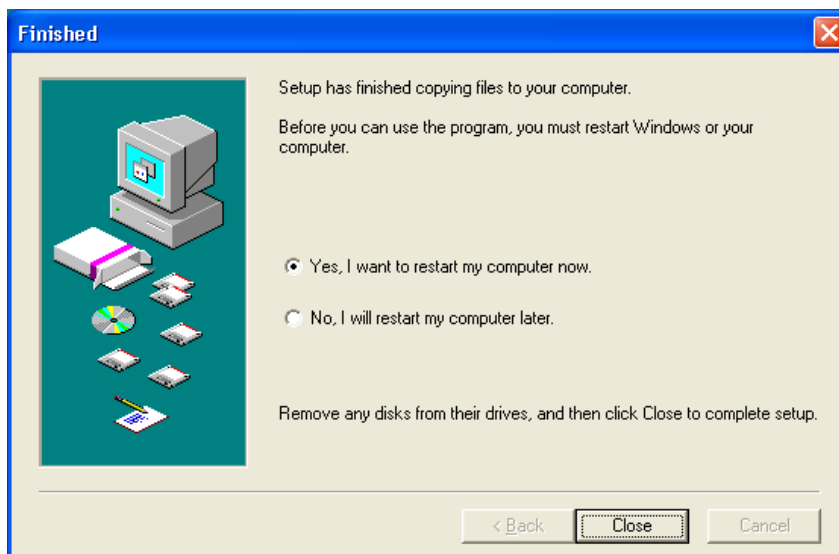 Finished
Setup has finished copying files to your computer.
Before you can use the program, you must restart Windows or your
computer.
Yes, I want to restart my computer now.
No, I will restart my computer later.
Remove any disks from their drives, and then click Close to complete setup.
< Back Close Cancel